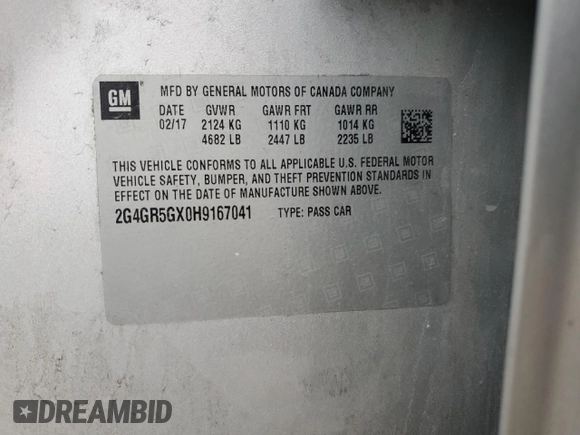 GM
MFD BY GENERAL MOTORS OF CANADA COMPANY
DATE GVWR GAWR FRT GAWR RR
02/17 2124 KG 1110 KG 1014 KG
4682 LB 2447 LB 2235 LB
THIS VEHICLE CONFORMS TO ALL APPLICABLE U.S. FEDERAL MOTOR
VEHICLE SAFETY, BUMPER, AND THEFT PREVENTION STANDARDS IN
EFFECT ON THE DATE OF MANUFACTURE SHOWN ABOVE.
2G4GR5GX0H9167041 TYPE: PASS CAR
DREAMBID